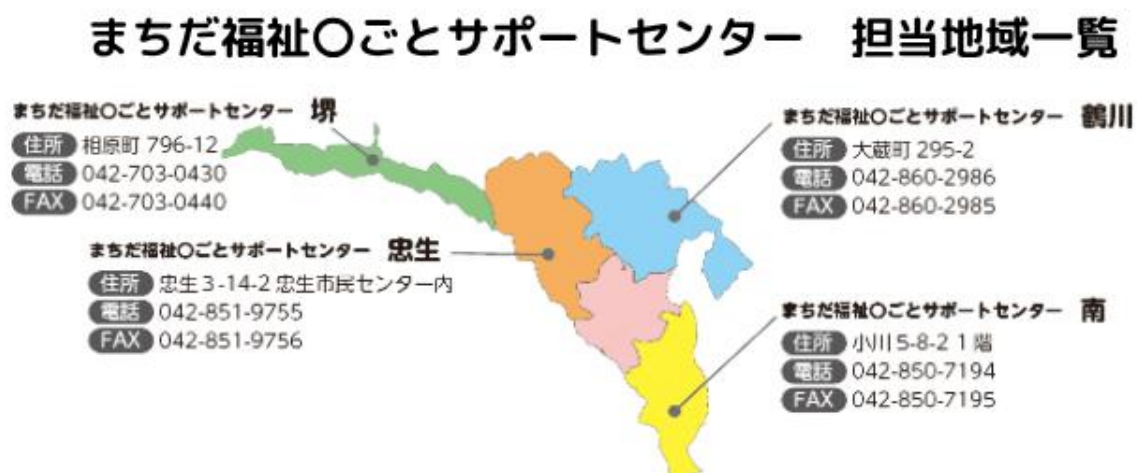 まちだ福祉〇ごとサポートセンター　担当地域一覧
まちだ福祉〇ごとサポートセンター　堺
住所 相原町 796-12
電話 042-703-0430
FAX 042-703-0440
まちだ福祉〇ごとサポートセンター　忠生
住所 忠生 3 -14-2 忠生市民センター内
電話 042-851-9755
FAX 042-851-9756
まちだ福祉〇ごとサポートセンター　鶴川
住所 大蔵町 295-2
電話 042-860-2986
FAX 042-860-2985
まちだ福祉〇ごとサポートセンター　南
住所 小川 5-8-2 1 階
電話 042-850-7194
FAX 042-850-7195